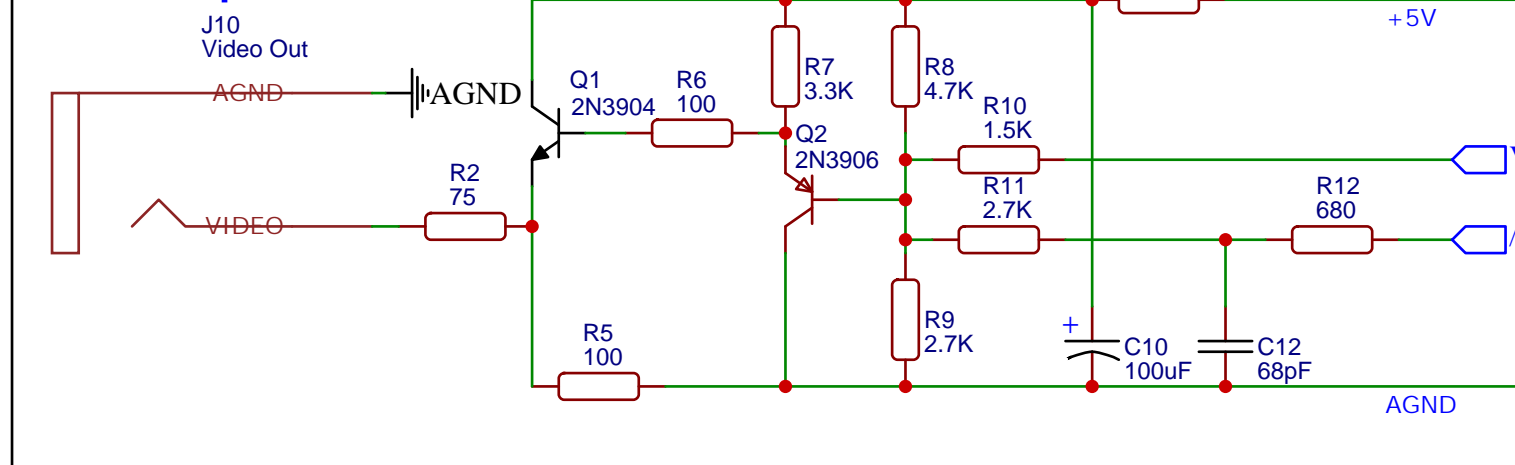 +5V
J10
Video Out
AGND
AGND
Q1
2N3904
R6
100
R7
3.3K
R8
4.7K
R10
1.5K
Q2
2N3906
R2
75
VIDEO
R11
2.7K
R12
680
R5
100
R9
2.7K
+
C10
100uF
C12
68pF
AGND